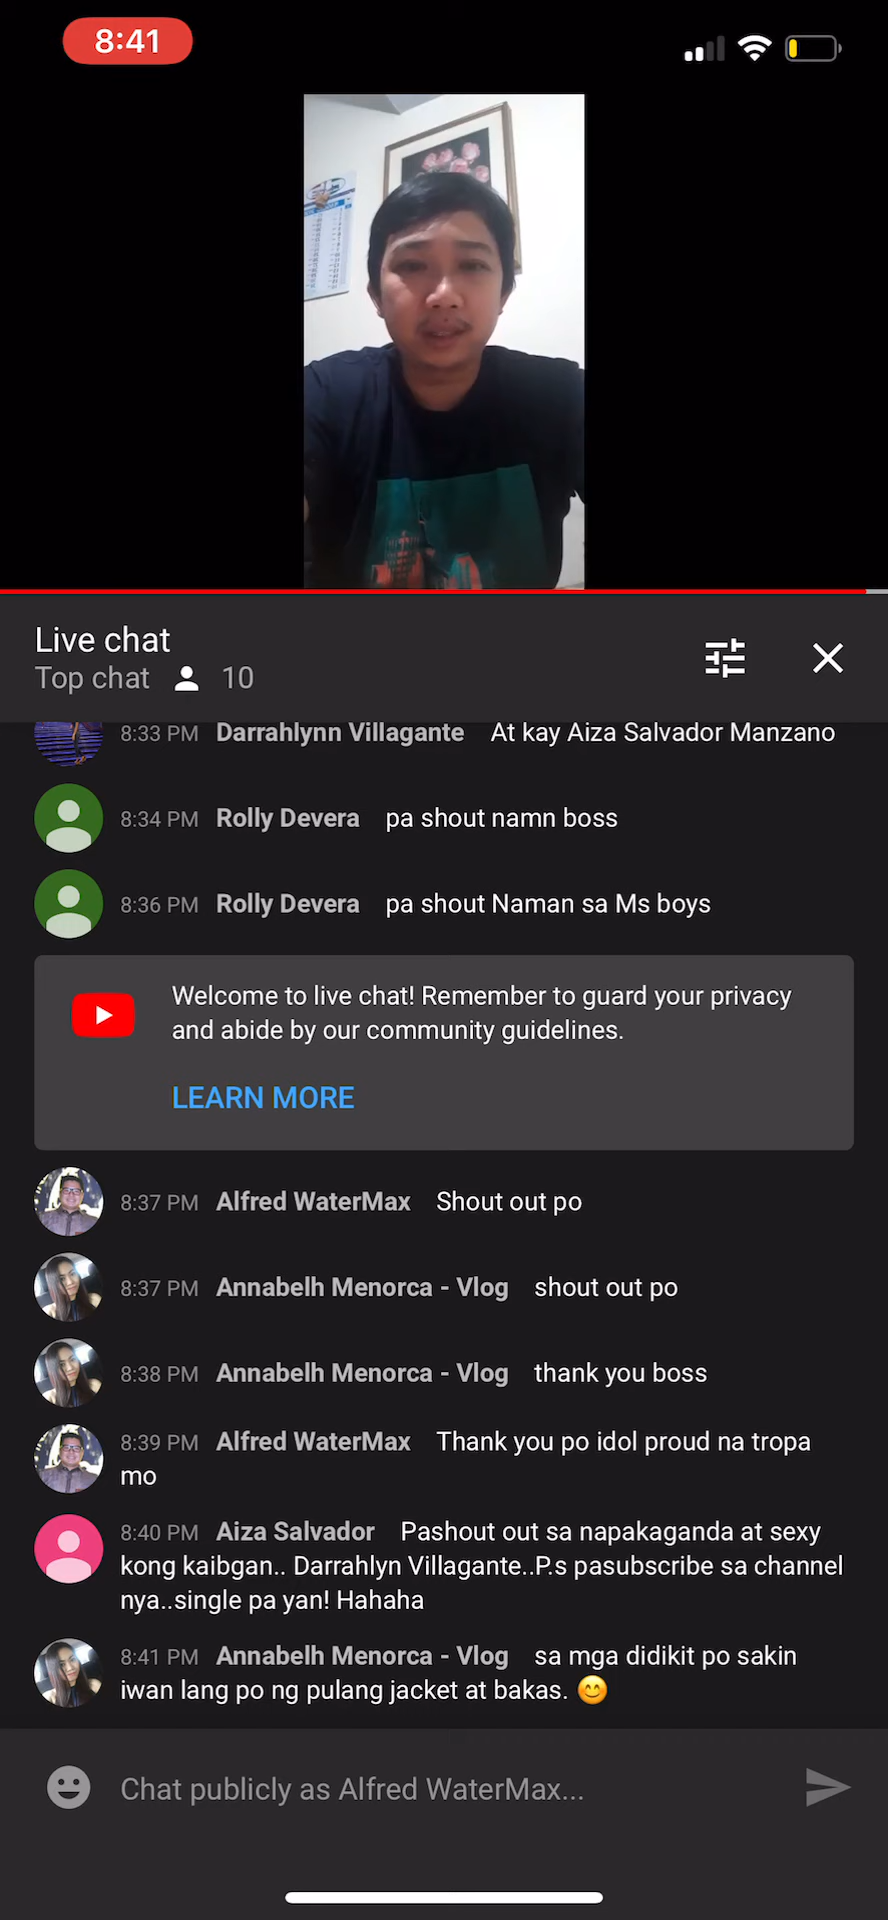 8:41
Live chat
Top chat 10
8:33 PM Darrahlynn Villagante At kay Aiza Salvador Manzano
8:34 PM Rolly Devera pa shout namn boss
8:36 PM Rolly Devera pa shout Naman sa Ms boys
Welcome to live chat! Remember to guard your privacy
and abide by our community guidelines.
LEARN MORE
8:37 PM Alfred WaterMax Shout out po
8:37 PM Annabelh Menorca - Vlog shout out po
8:38 PM Annabelh Menorca - Vlog thank you boss
8:39 PM Alfred WaterMax Thank you po idol proud na tropa
mo
8:40 PM Aiza Salvador Pashout out sa napakaganda at sexy
kong kaibgan.. Darrahlyn Villagante..P.s pasubscribe sa channel
nya..single pa yan! Hahaha
8:41 PM Annabelh Menorca - Vlog sa mga didikit po sakin
iwan lang po ng pulang jacket at bakas. 😊
Chat publicly as Alfred WaterMax...